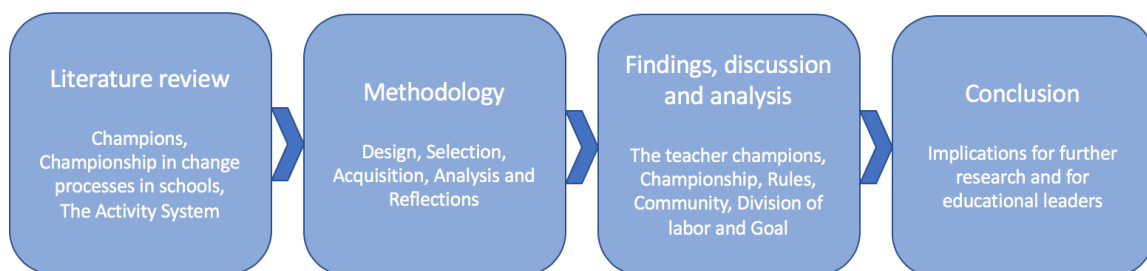 Literature review
Champions,
Championship in change
processes in schools,
The Activity System
Methodology
Design, Selection,
Acquisition, Analysis and
Reflections
Findings, discussion
and analysis
The teacher champions,
Championship, Rules,
Community, Division of
labor and Goal
Conclusion
Implications for further
research and for
educational leaders